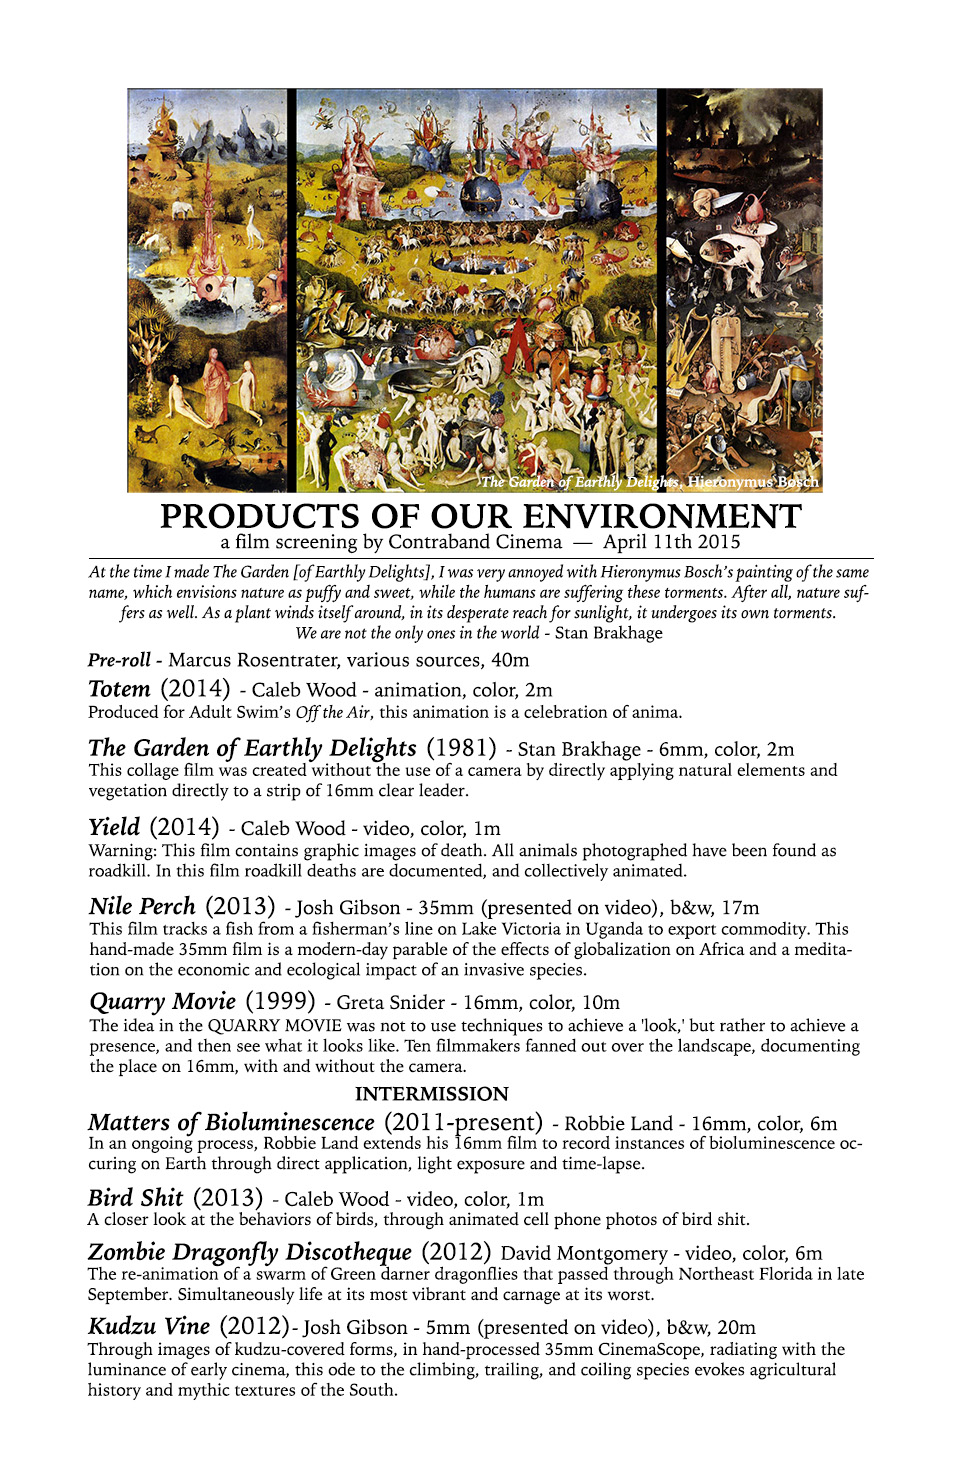 The Garden of Earthly Delights, Hieronymus Bosch
PRODUCTS OF OUR ENVIRONMENT
a film screening by Contraband Cinema — April 11th 2015
At the time I made The Garden [of Earthly Delights], I was very annoyed with Hieronymus Bosch's painting of the same
name, which envisions nature as puffy and sweet, while the humans are suffering these torments. After all, nature suf-
fers as well. As a plant winds itself around, in its desperate reach for sunlight, it undergoes its own torments.
We are not the only ones in the world - Stan Brakhage
Pre-roll - Marcus Rosentrater, various sources, 40m
Totem (2014) - Caleb Wood - animation, color, 2m
Produced for Adult Swim's Off the Air, this animation is a celebration of anima.
The Garden of Earthly Delights (1981) - Stan Brakhage - 6mm, color, 2m
This collage film was created without the use of a camera by directly applying natural elements and
vegetation directly to a strip of 16mm clear leader.
Yield (2014) - Caleb Wood - video, color, 1m
Warning: This film contains graphic images of death. All animals photographed have been found as
roadkill. In this film roadkill deaths are documented, and collectively animated.
Nile Perch (2013) - Josh Gibson - 35mm (presented on video), b&w, 17m
This film tracks a fish from a fisherman's line on Lake Victoria in Uganda to export commodity. This
hand-made 35mm film is a modern-day parable of the effects of globalization on Africa and a medita-
tion on the economic and ecological impact of an invasive species.
Quarry Movie (1999) - Greta Snider - 16mm, color, 10m
The idea in the QUARRY MOVIE was not to use techniques to achieve a 'look,' but rather to achieve a
presence, and then see what it looks like. Ten filmmakers fanned out over the landscape, documenting
the place on 16mm, with and without the camera.
INTERMISSION
Matters of Bioluminescence (2011-present) - Robbie Land - 16mm, color, 6m
In an ongoing process, Robbie Land extends his 16mm film to record instances of bioluminescence oc-
curing on Earth through direct application, light exposure and time-lapse.
Bird Shit (2013) - Caleb Wood - video, color, 1m
A closer look at the behaviors of birds, through animated cell phone photos of bird shit.
Zombie Dragonfly Discotheque (2012) David Montgomery - video, color, 6m
The re-animation of a swarm of Green darner dragonflies that passed through Northeast Florida in late
September. Simultaneously life at its most vibrant and carnage at its worst.
Kudzu Vine (2012)- Josh Gibson - 5mm (presented on video), b&w, 20m
Through images of kudzu-covered forms, in hand-processed 35mm CinemaScope, radiating with the
luminance of early cinema, this ode to the climbing, trailing, and coiling species evokes agricultural
history and mythic textures of the South.